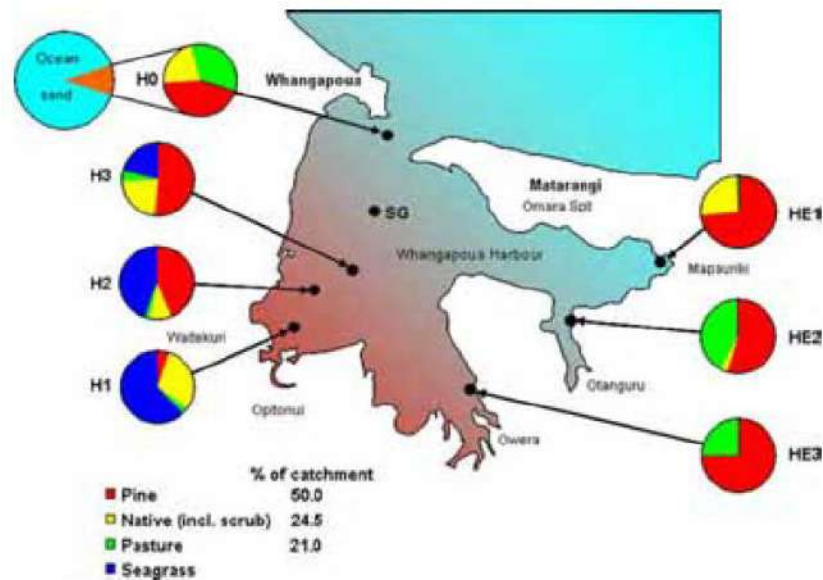 Ocean
sand
H0
Whangapoua
H3
Matarangi
Omara Spit
HE1
SG
Whangapoua Harbour
Mapauriki
H2
Waitekuri
HE2
H1
Opitonui
Otanguru
Owera
HE3
% of catchment
Pine 50.0
Native (incl. scrub) 24.5
Pasture 21.0
Seagrass